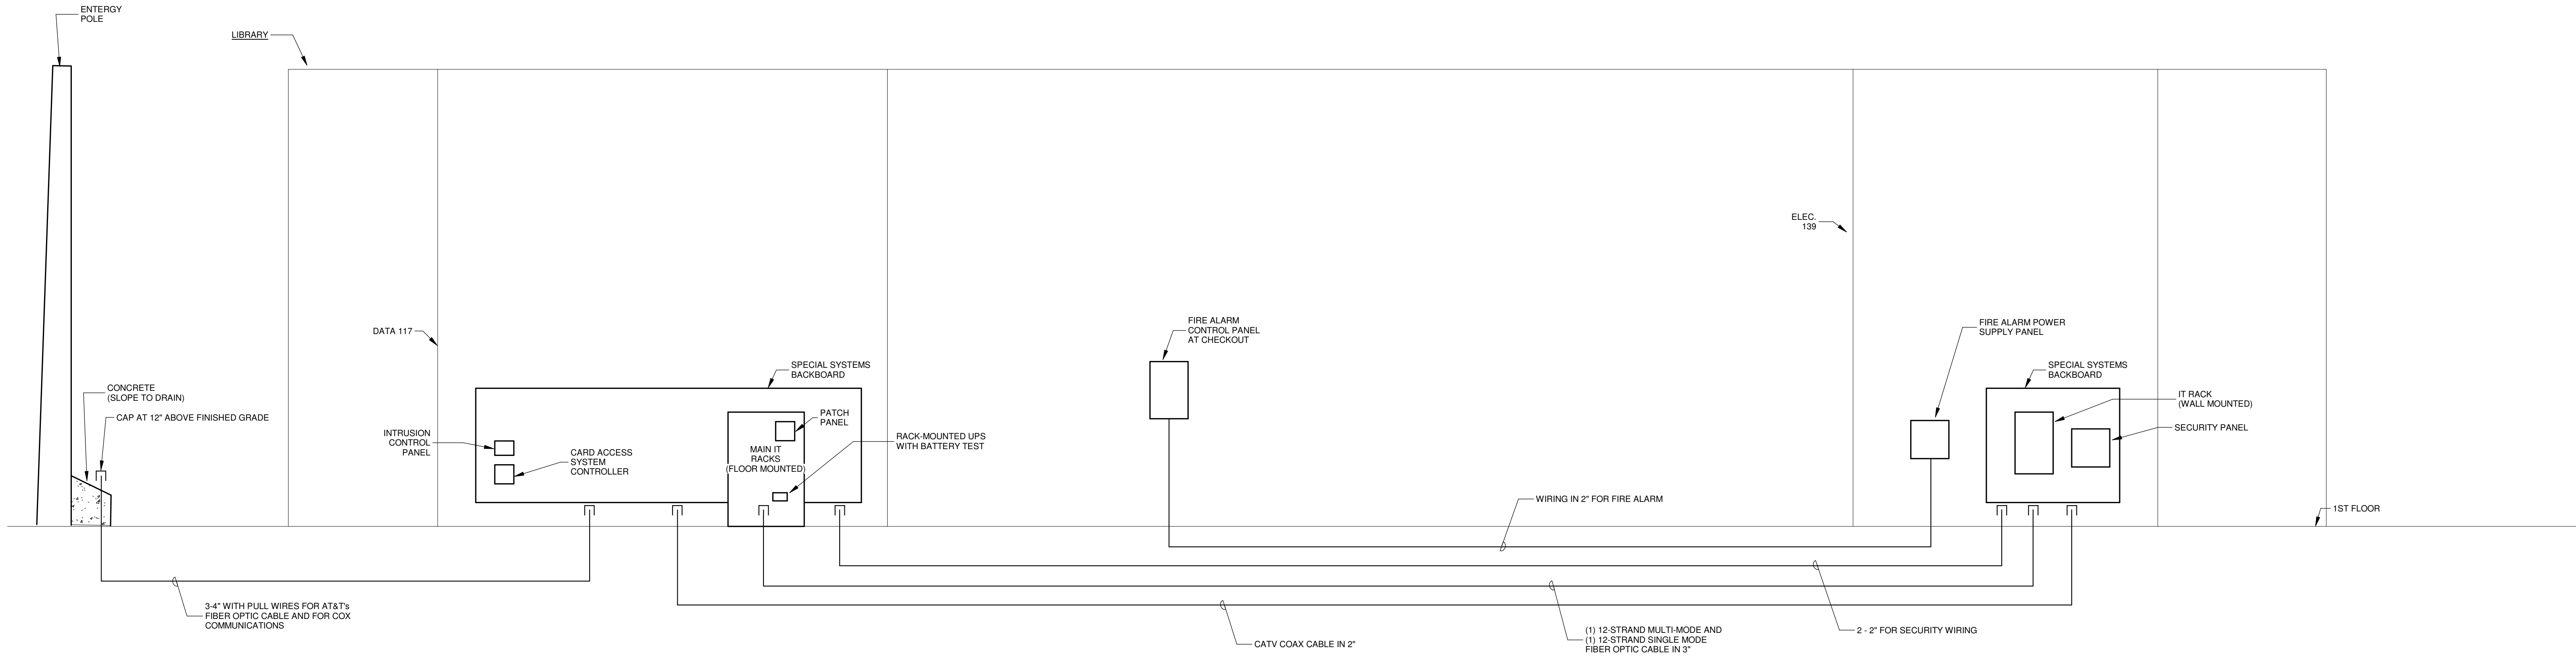 ENTERGY
POLE
LIBRARY
ELEC.
139
DATA 117
FIRE ALARM
CONTROL PANEL
AT CHECKOUT
FIRE ALARM POWER
SUPPLY PANEL
SPECIAL SYSTEMS
BACKBOARD
SPECIAL SYSTEMS
BACKBOARD
CONCRETE
(SLOPE TO DRAIN)
CAP AT 12" ABOVE FINISHED GRADE
INTRUSION
CONTROL
PANEL
CARD ACCESS
SYSTEM
CONTROLLER
PATCH
PANEL
MAIN IT
RACKS
(FLOOR MOUNTED)
RACK-MOUNTED UPS
WITH BATTERY TEST
IT RACK
(WALL MOUNTED)
SECURITY PANEL
WIRING IN 2" FOR FIRE ALARM
1ST FLOOR
3-4" WITH PULL WIRES FOR AT&T's
FIBER OPTIC CABLE AND FOR COX
COMMUNICATIONS
CATV COAX CABLE IN 2"
(1) 12-STRAND MULTI-MODE AND
(1) 12-STRAND SINGLE MODE
FIBER OPTIC CABLE IN 3"
2 - 2" FOR SECURITY WIRING